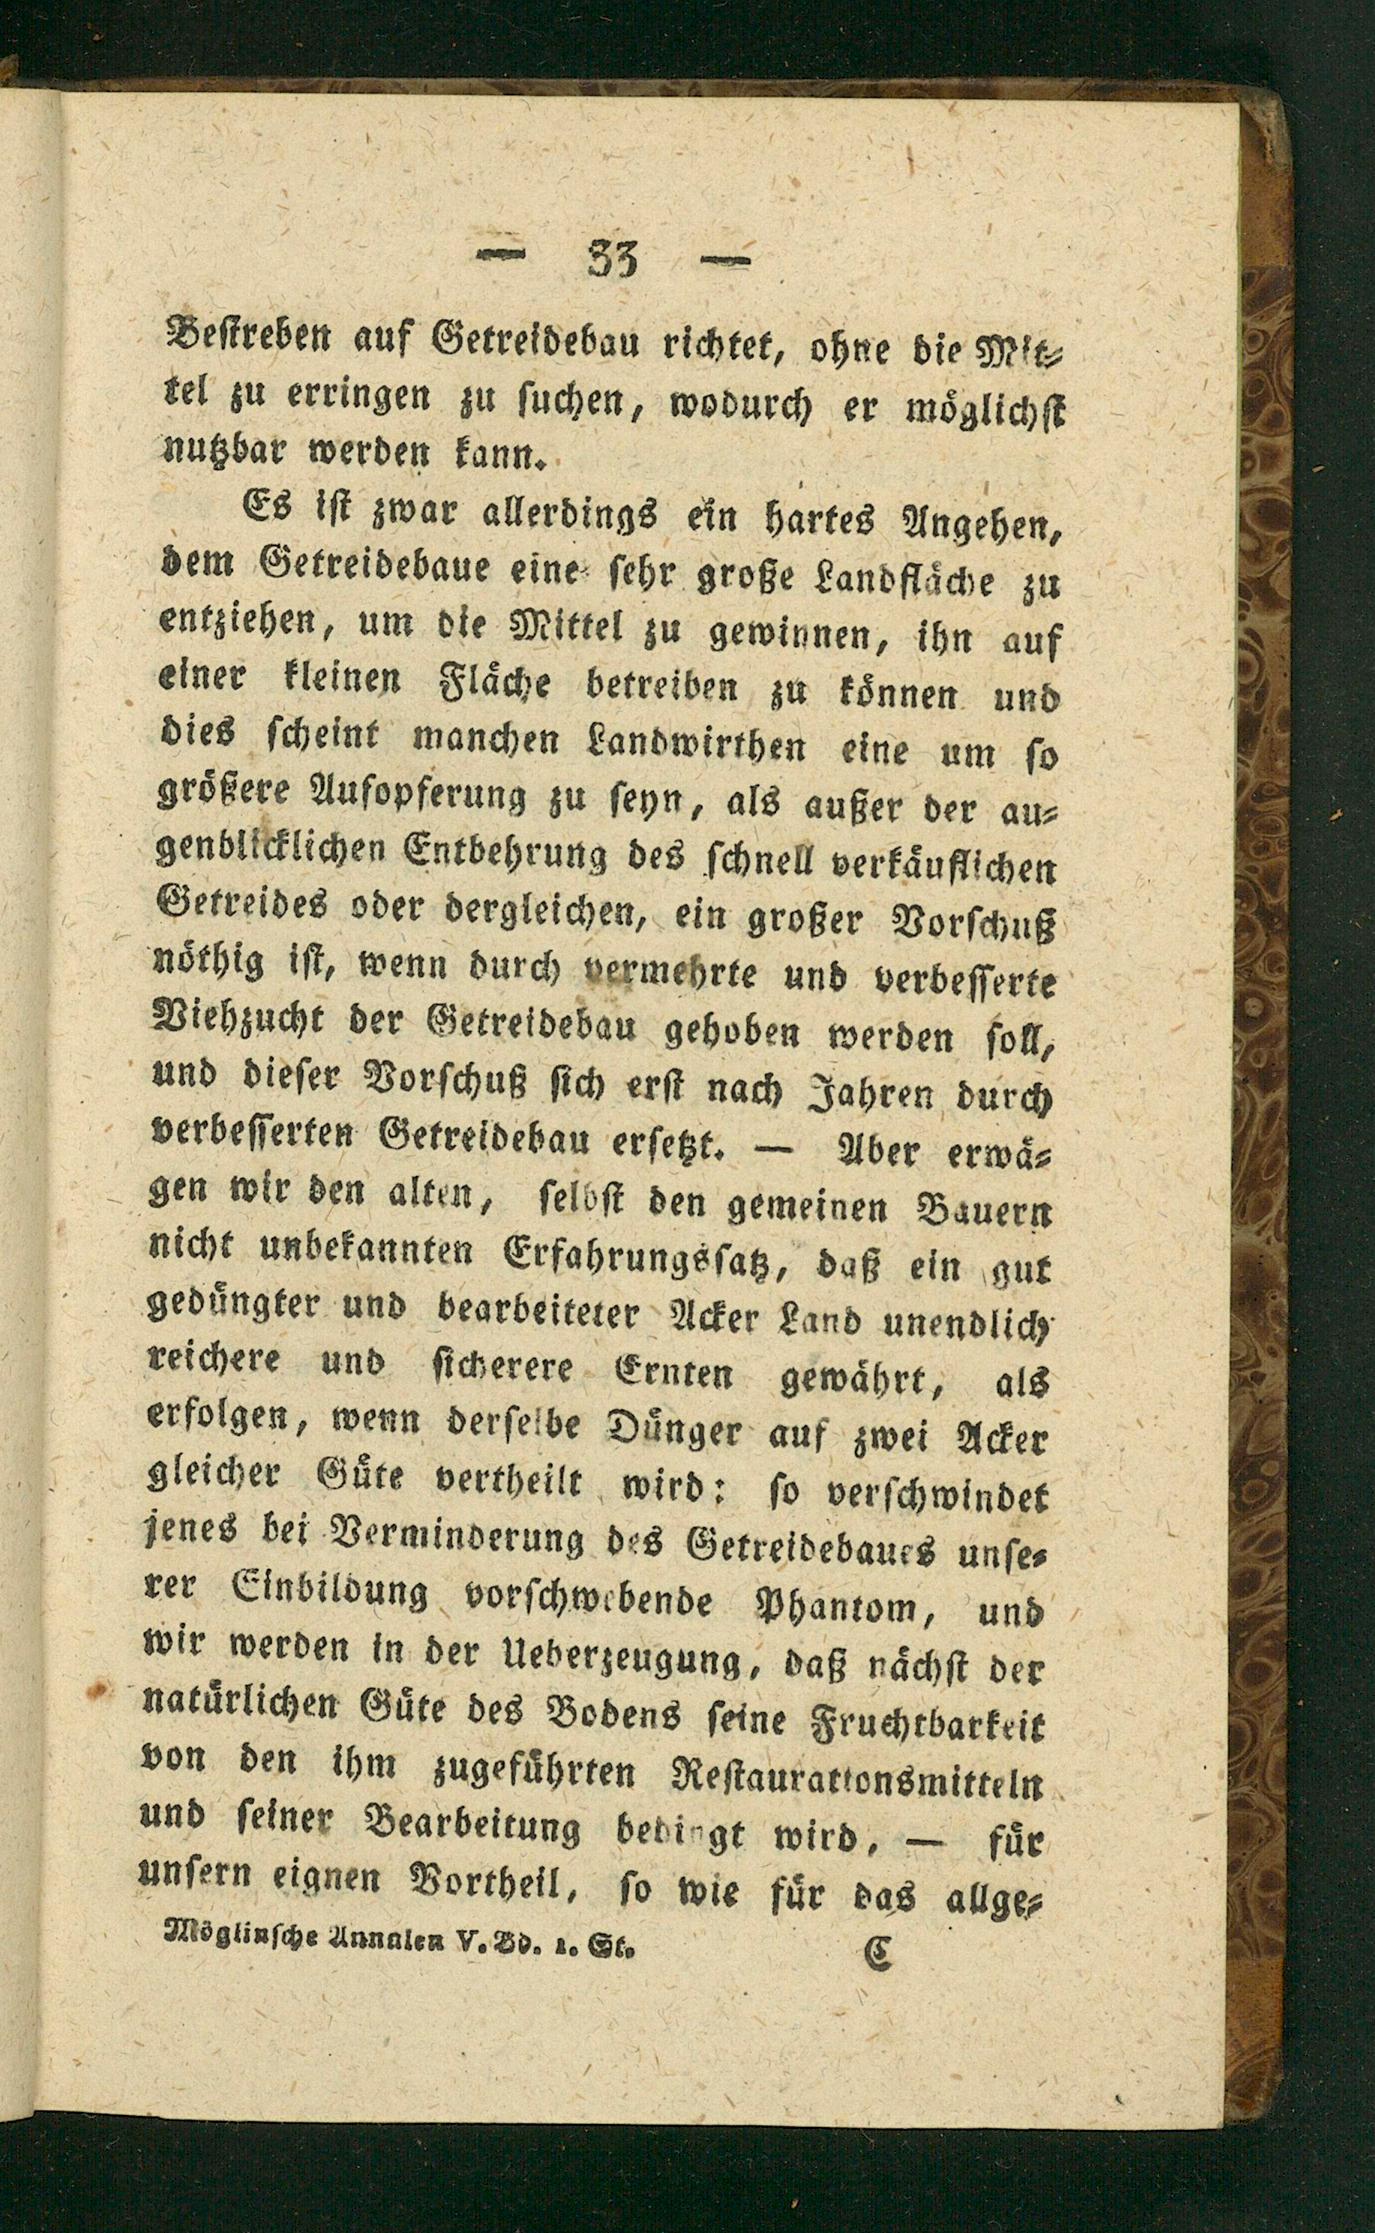 — 33 —
Beſtreben auf Getreidebau richtet, ohne die Mit⸗
tel zu erringen zu ſuchen, wodurch er möglichſt
nutzbar werden kann.
Es iſt zwar allerdings ein hartes Angehen,
dem Getreidebaue eine ſehr große Landfläche zu
entziehen, um die Mittel zu gewinnen, ihn auf
einer kleinen Fläche betreiben zu können und
dies ſcheint manchen Landwirthen eine um ſo
größere Aufopferung zu ſeyn, als außer der au⸗
genblicklichen Entbehrung des ſchnell verkäuflichen
Getreides oder dergleichen, ein großer Vorſchuß
nöthig iſt, wenn durch vermehrte und verbeſſerte
Viehzucht der Getreidebau gehoben werden ſoll,
und dieſer Vorſchuß ſich erſt nach Jahren durch
verbeſſerten Getreidebau erſetzt. — Aber erwä⸗
gen wir den alten, ſelbſt den gemeinen Bauern
nicht unbekannten Erfahrungsſatz, daß ein gut
gedüngter und bearbeiteter Acker Land unendlich
reichere und ſicherere Ernten gewährt, als
erfolgen, wenn derſelbe Dünger auf zwei Acker
gleicher Güte vertheilt wird: ſo verſchwindet
jenes bei Verminderung des Getreidebaues unſe⸗
rer Einbildung vorſchwebende Phantom, und
wir werden in der Ueberzeugung, daß nächſt der
natürlichen Güte des Bodens ſeine Fruchtbarkeit
von den ihm zugeführten Reſtaurationsmitteln
und ſeiner Bearbeitung bedingt wird, — für
unſern eignen Vortheil, ſo wie für das allge⸗
Möglinſche Annalen V. Bd. 1. St. C